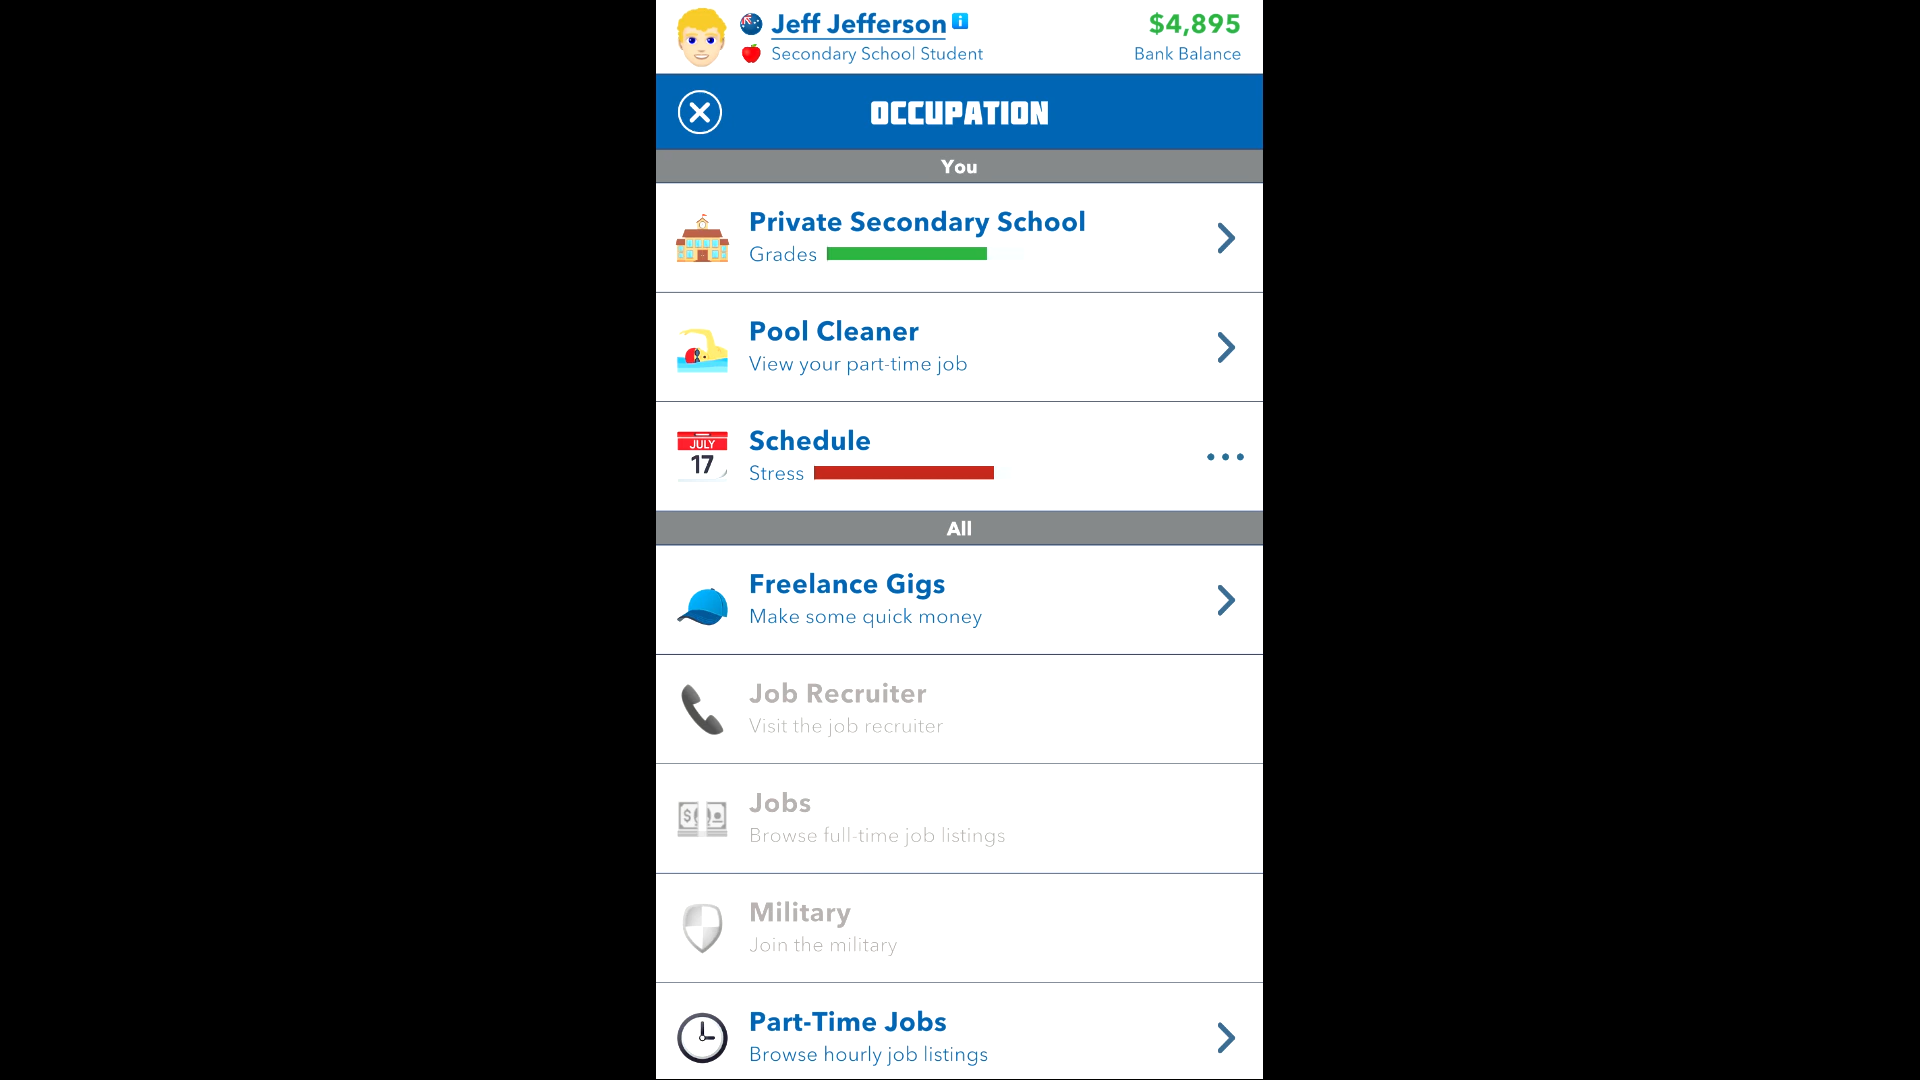 Jeff Jefferson
$4,895
Secondary School Student
Bank Balance
OCCUPATION
You
Private Secondary School
Grades
Pool Cleaner
View your part-time job
JULY
17
Schedule
Stress
All
Freelance Gigs
Make some quick money
Job Recruiter
Visit the job recruiter
Jobs
Browse full-time job listings
Military
Join the military
Part-Time Jobs
Browse hourly job listings